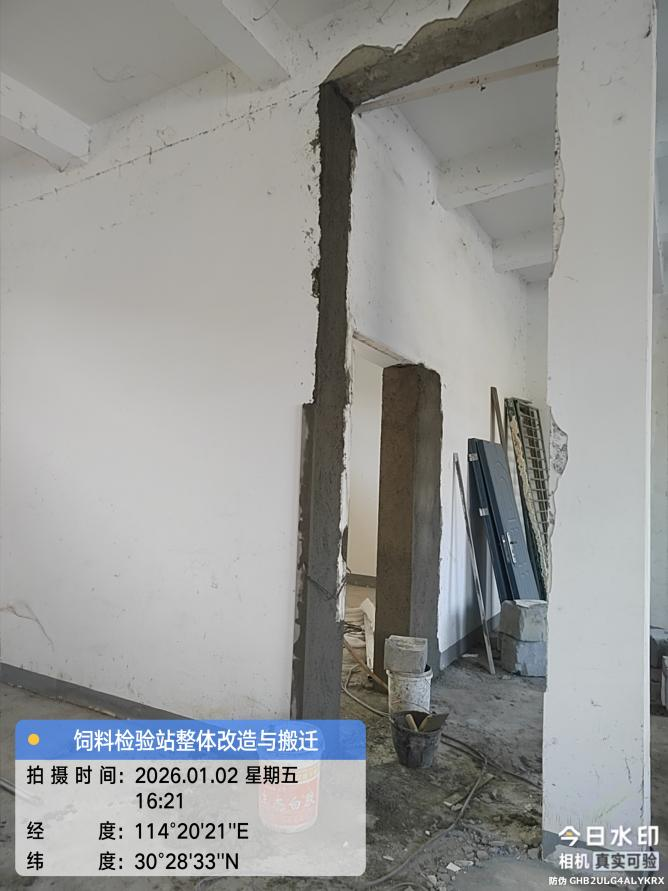 饲料检验站整体改造与搬迁
拍摄时间：2026.01.02 星期五
16:21
经度：114°20'21"E
纬度：30°28'33"N
今日水印
相机 真实可验
防伪 GHB2ULG4ALYKRX